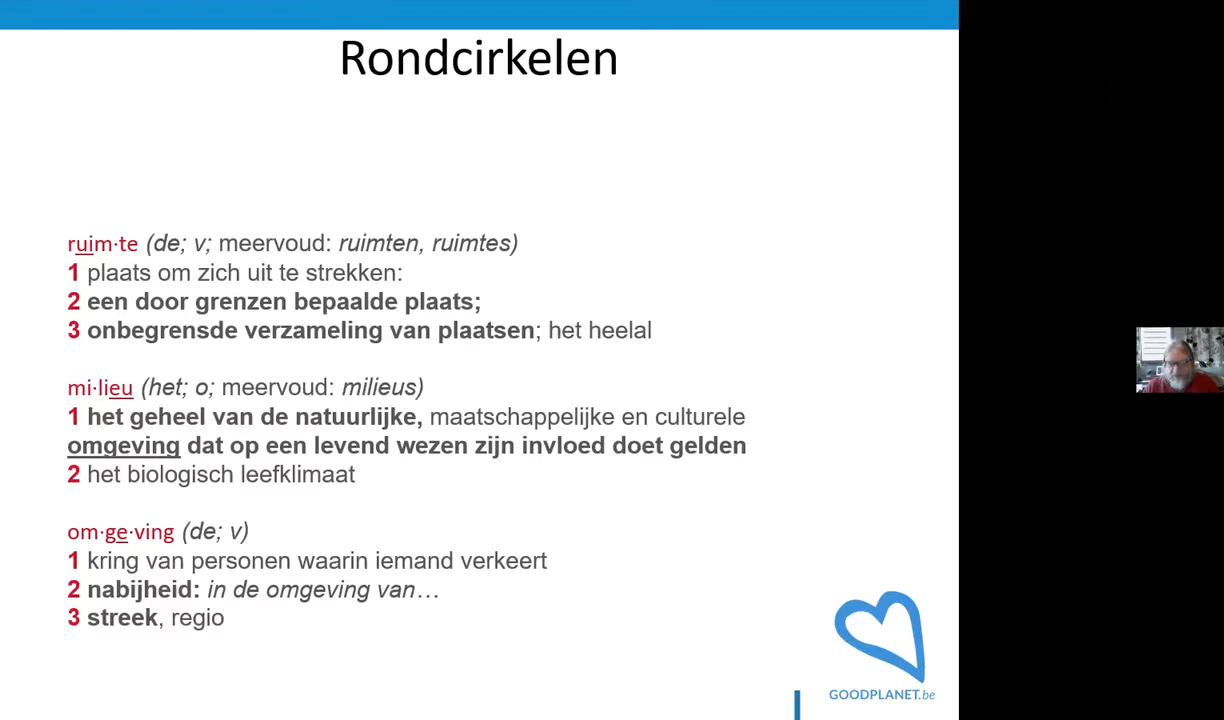 Rondcirkelen
ruim·te (de; v; meervoud: ruimten, ruimtes)
1 plaats om zich uit te strekken:
2 een door grenzen bepaalde plaats;
3 onbegrensde verzameling van plaatsen; het heelal
mi·lieu (het; o; meervoud: milieus)
1 het geheel van de natuurlijke, maatschappelijke en culturele
omgeving dat op een levend wezen zijn invloed doet gelden
2 het biologisch leefklimaat
om·ge·ving (de; v)
1 kring van personen waarin iemand verkeert
2 nabijheid: in de omgeving van…
3 streek, regio
GOODPLANET.be